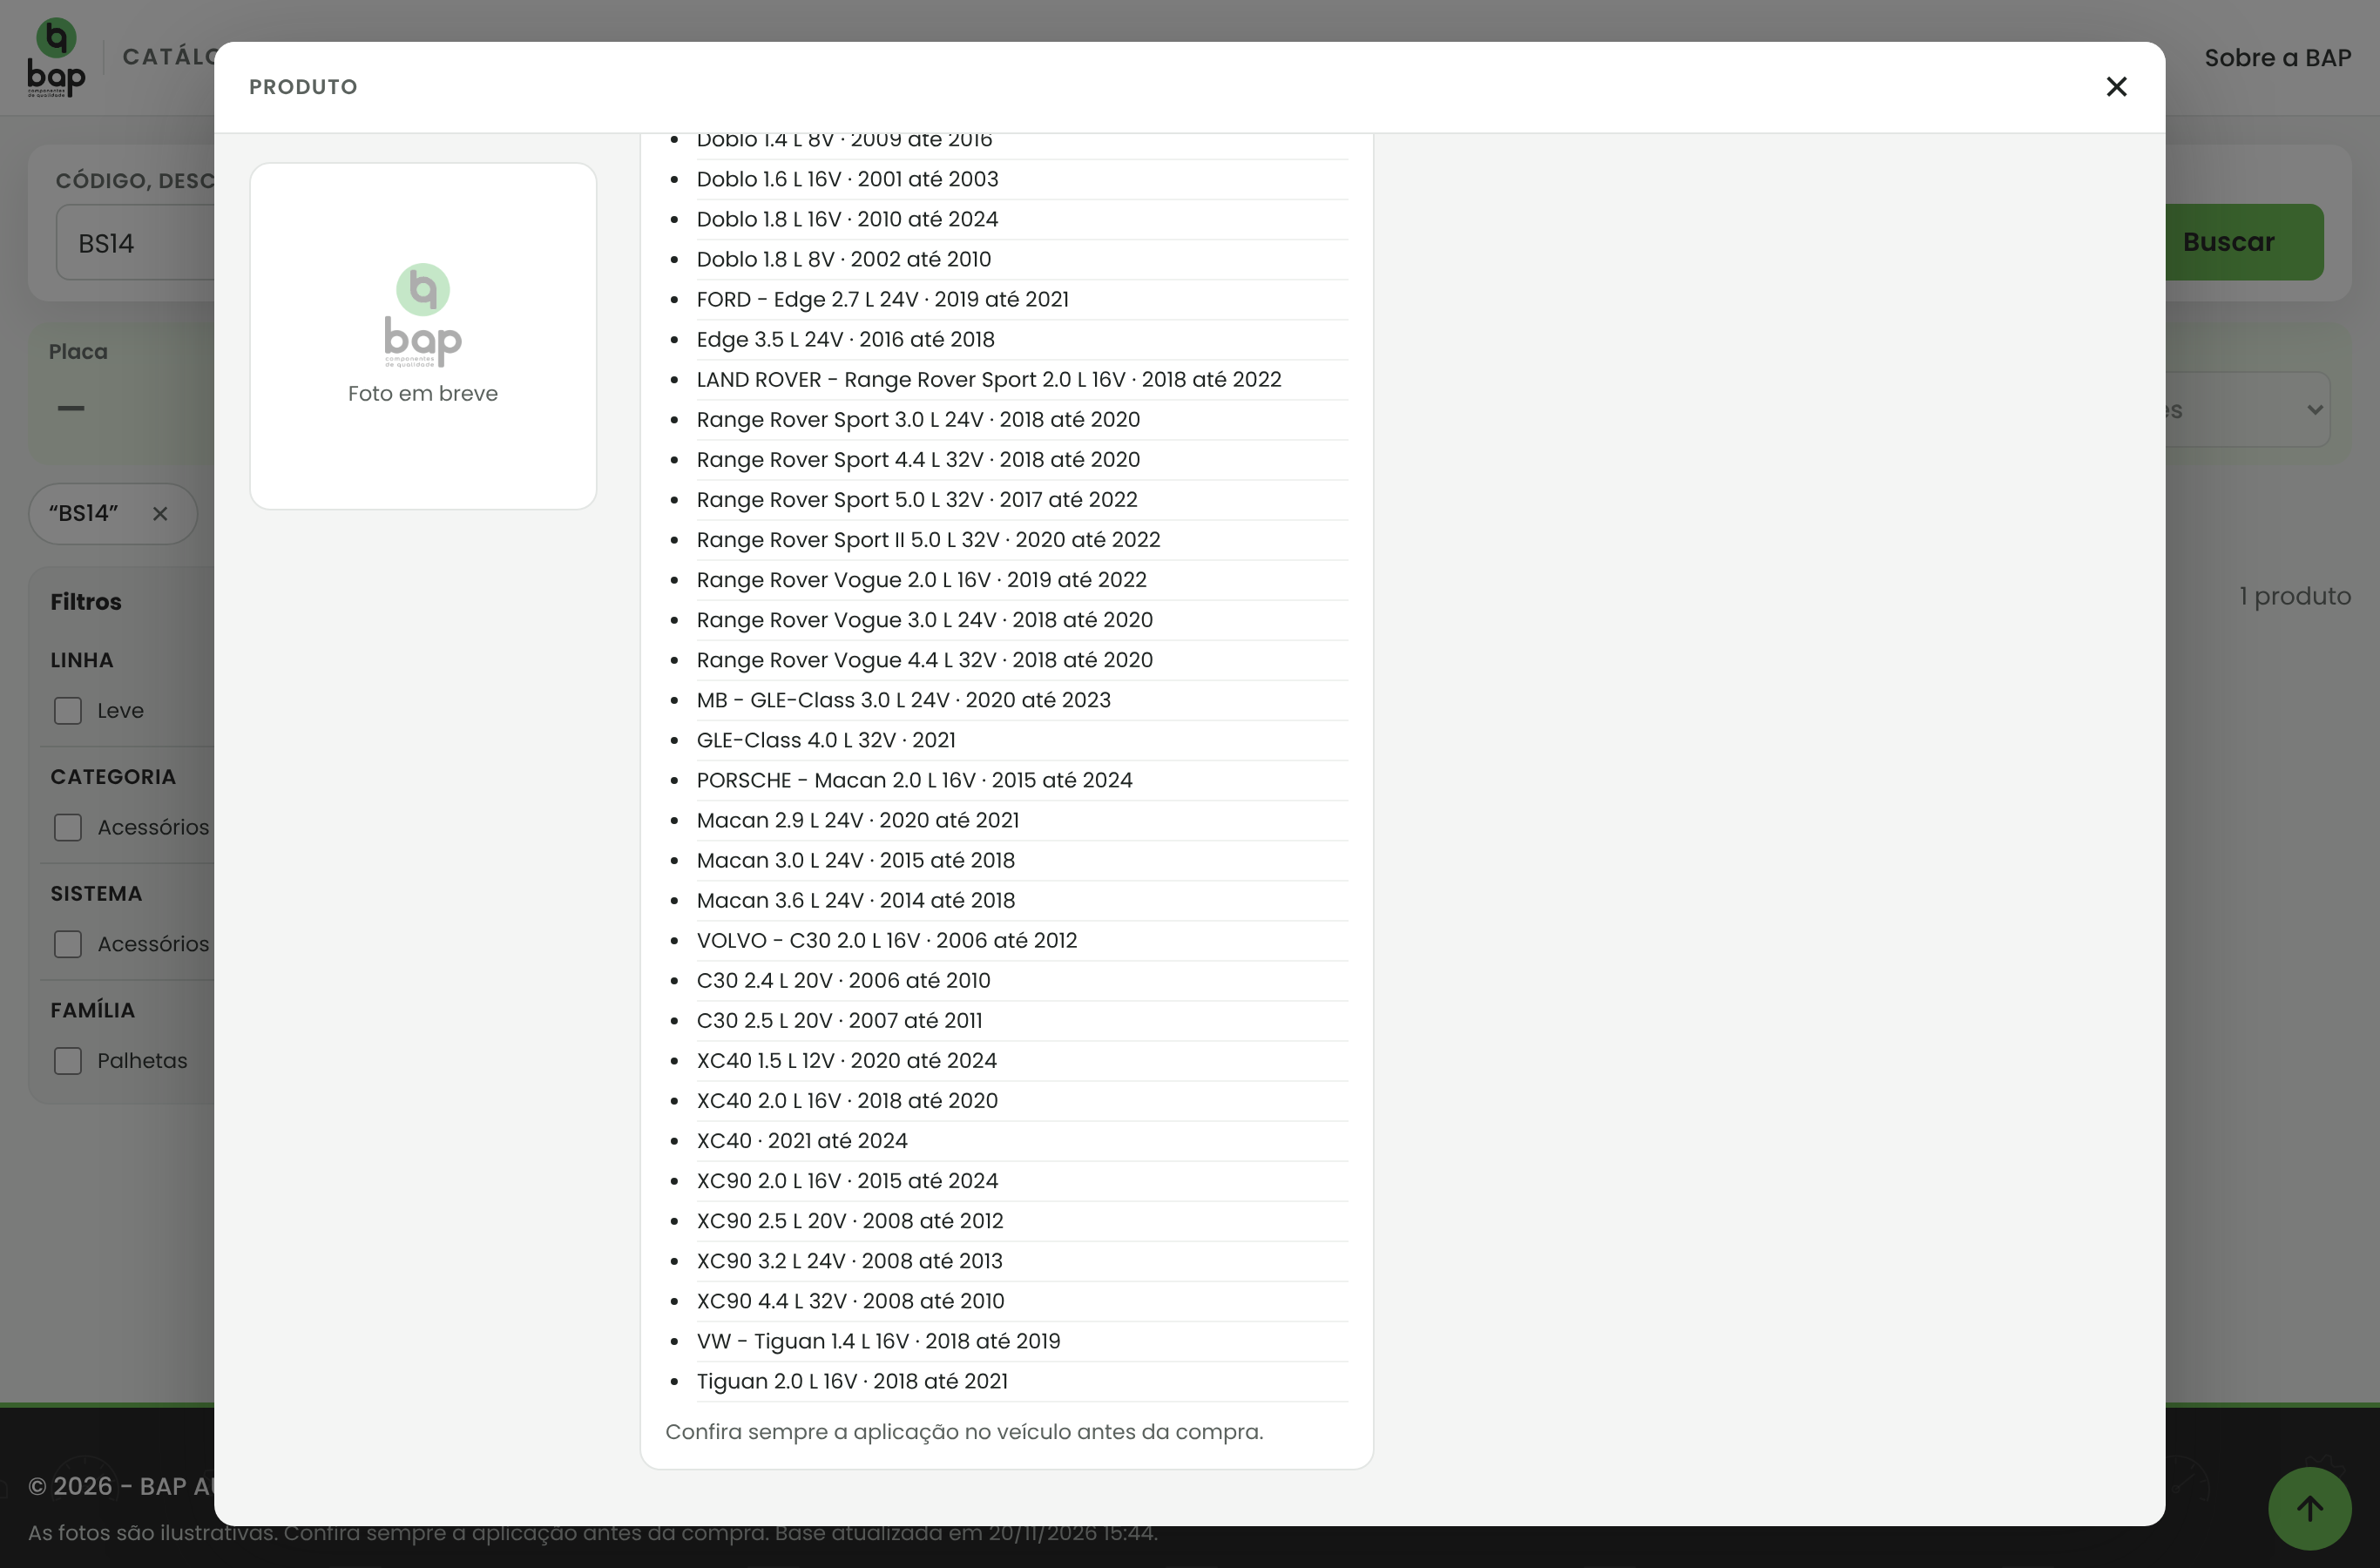 bap
componentes
de qualidade
CATÁLO
Sobre a BAP
PRODUTO
CÓDIGO, DESC
BS14
Buscar
Placa
—
es
"BS14"
1 produto
Filtros
LINHA
Leve
CATEGORIA
Acessórios
SISTEMA
Acessórios
FAMÍLIA
Palhetas
bap
componentes
de qualidade
Foto em breve
Doblo 1.4 L 8V · 2009 até 2016
Doblo 1.6 L 16V · 2001 até 2003
Doblo 1.8 L 16V · 2010 até 2024
Doblo 1.8 L 8V · 2002 até 2010
FORD - Edge 2.7 L 24V · 2019 até 2021
Edge 3.5 L 24V · 2016 até 2018
LAND ROVER - Range Rover Sport 2.0 L 16V · 2018 até 2022
Range Rover Sport 3.0 L 24V · 2018 até 2020
Range Rover Sport 4.4 L 32V · 2018 até 2020
Range Rover Sport 5.0 L 32V · 2017 até 2022
Range Rover Sport II 5.0 L 32V · 2020 até 2022
Range Rover Vogue 2.0 L 16V · 2019 até 2022
Range Rover Vogue 3.0 L 24V · 2018 até 2020
Range Rover Vogue 4.4 L 32V · 2018 até 2020
MB - GLE-Class 3.0 L 24V · 2020 até 2023
GLE-Class 4.0 L 32V · 2021
PORSCHE - Macan 2.0 L 16V · 2015 até 2024
Macan 2.9 L 24V · 2020 até 2021
Macan 3.0 L 24V · 2015 até 2018
Macan 3.6 L 24V · 2014 até 2018
VOLVO - C30 2.0 L 16V · 2006 até 2012
C30 2.4 L 20V · 2006 até 2010
C30 2.5 L 20V · 2007 até 2011
XC40 1.5 L 12V · 2020 até 2024
XC40 2.0 L 16V · 2018 até 2020
XC40 · 2021 até 2024
XC90 2.0 L 16V · 2015 até 2024
XC90 2.5 L 20V · 2008 até 2012
XC90 3.2 L 24V · 2008 até 2013
XC90 4.4 L 32V · 2008 até 2010
VW - Tiguan 1.4 L 16V · 2018 até 2019
Tiguan 2.0 L 16V · 2018 até 2021
Confira sempre a aplicação no veículo antes da compra.
© 2026 - BAP AU
As fotos são ilustrativas. Confira sempre a aplicação antes da compra. Base atualizada em 20/11/2026 15:44.